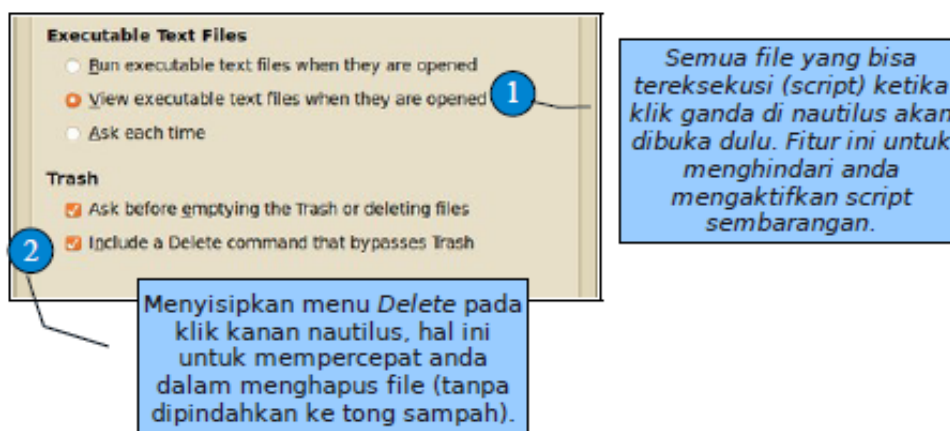 Executable Text Files
Run executable text files when they are opened
View executable text files when they are opened
1
Ask each time
Trash
Ask before emptying the Trash or deleting files
Include a Delete command that bypasses Trash
2
Semua file yang bisa
tereksekusi (script) ketika
klik ganda di nautilus akan
dibuka dulu. Fitur ini untuk
menghindari anda
mengaktifkan script
sembarangan.
Menyisipkan menu Delete pada
klik kanan nautilus, hal ini
untuk mempercepat anda
dalam menghapus file (tanpa
dipindahkan ke tong sampah).